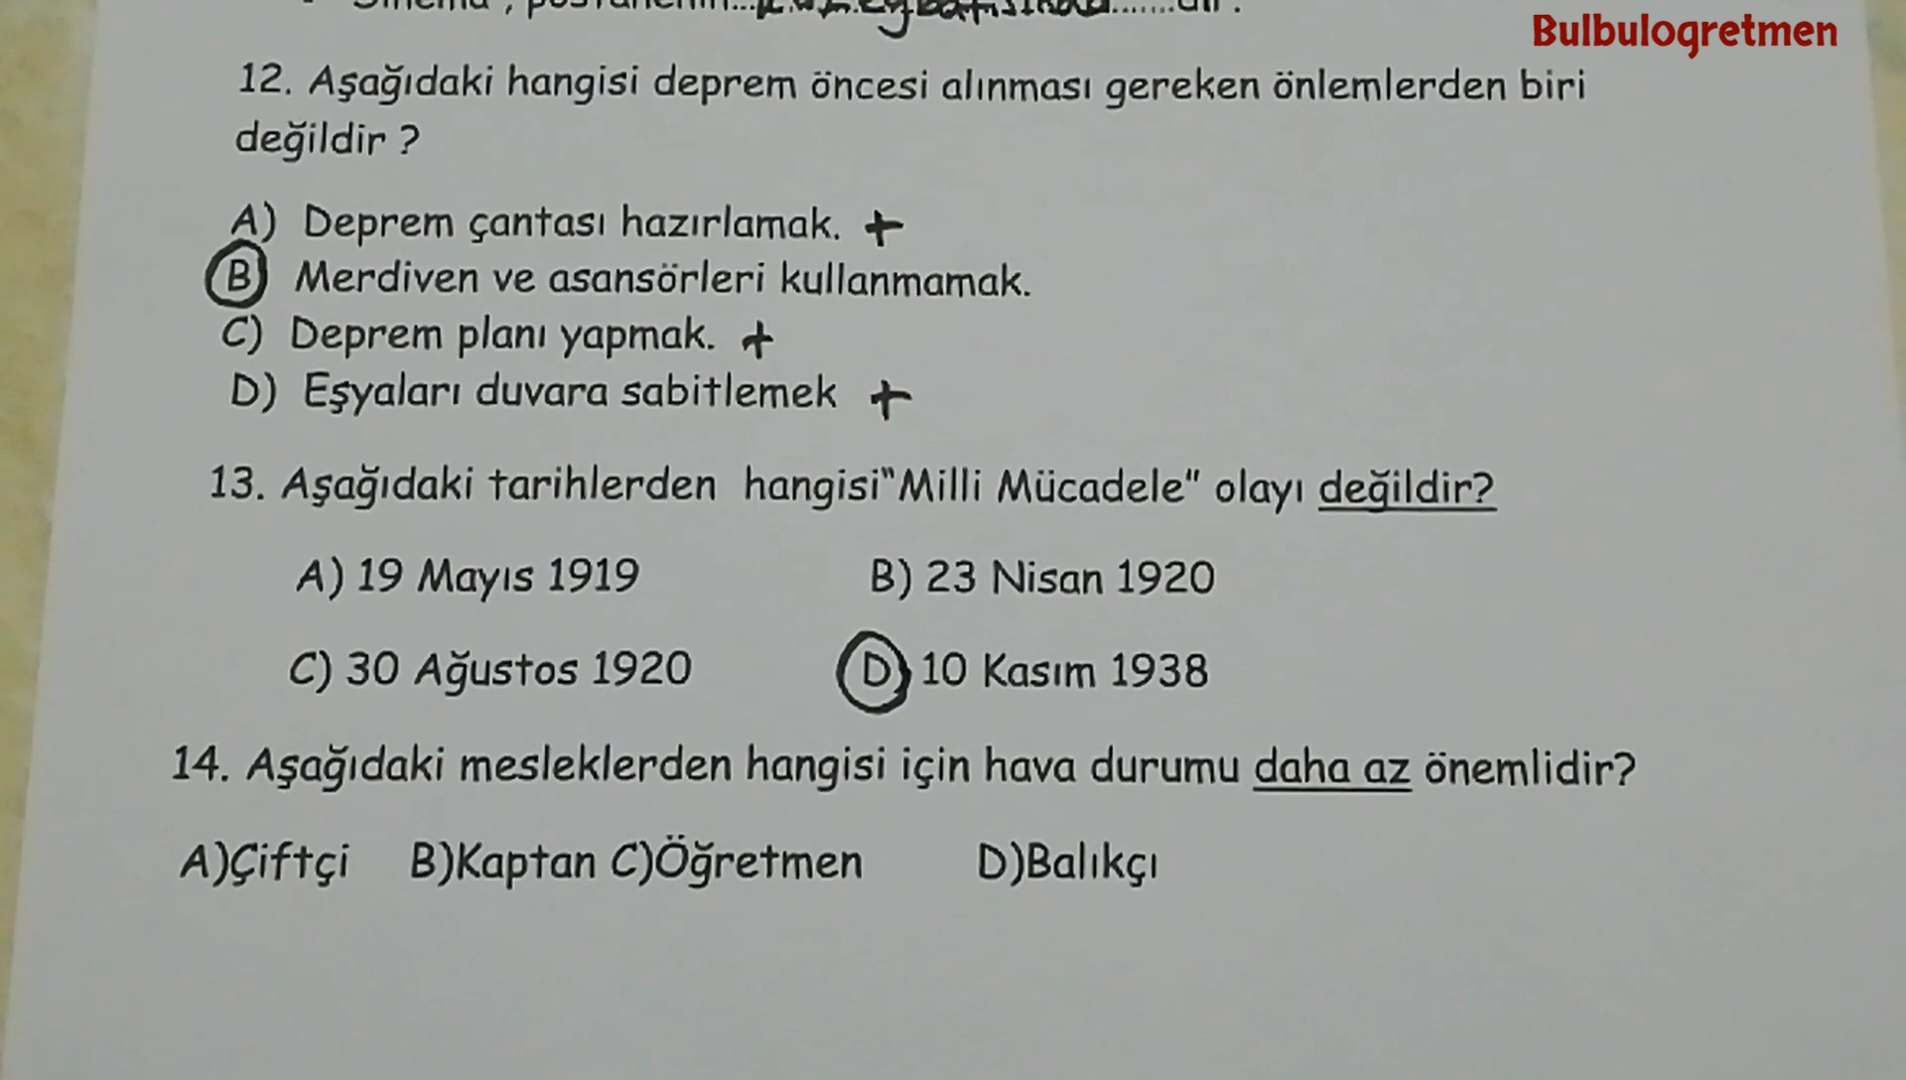 Bulbulogretmen
12. Aşağıdaki hangisi deprem öncesi alınması gereken önlemlerden biri
değildir ?
A) Deprem çantası hazırlamak. +
B) Merdiven ve asansörleri kullanmamak.
C) Deprem planı yapmak. +
D) Eşyaları duvara sabitlemek +
13. Aşağıdaki tarihlerden hangisi"Milli Mücadele" olayı değildir?
A) 19 Mayıs 1919 B) 23 Nisan 1920
C) 30 Ağustos 1920 D) 10 Kasım 1938
14. Aşağıdaki mesleklerden hangisi için hava durumu daha az önemlidir?
A)Çiftçi B)Kaptan C)Öğretmen D)Balıkçı